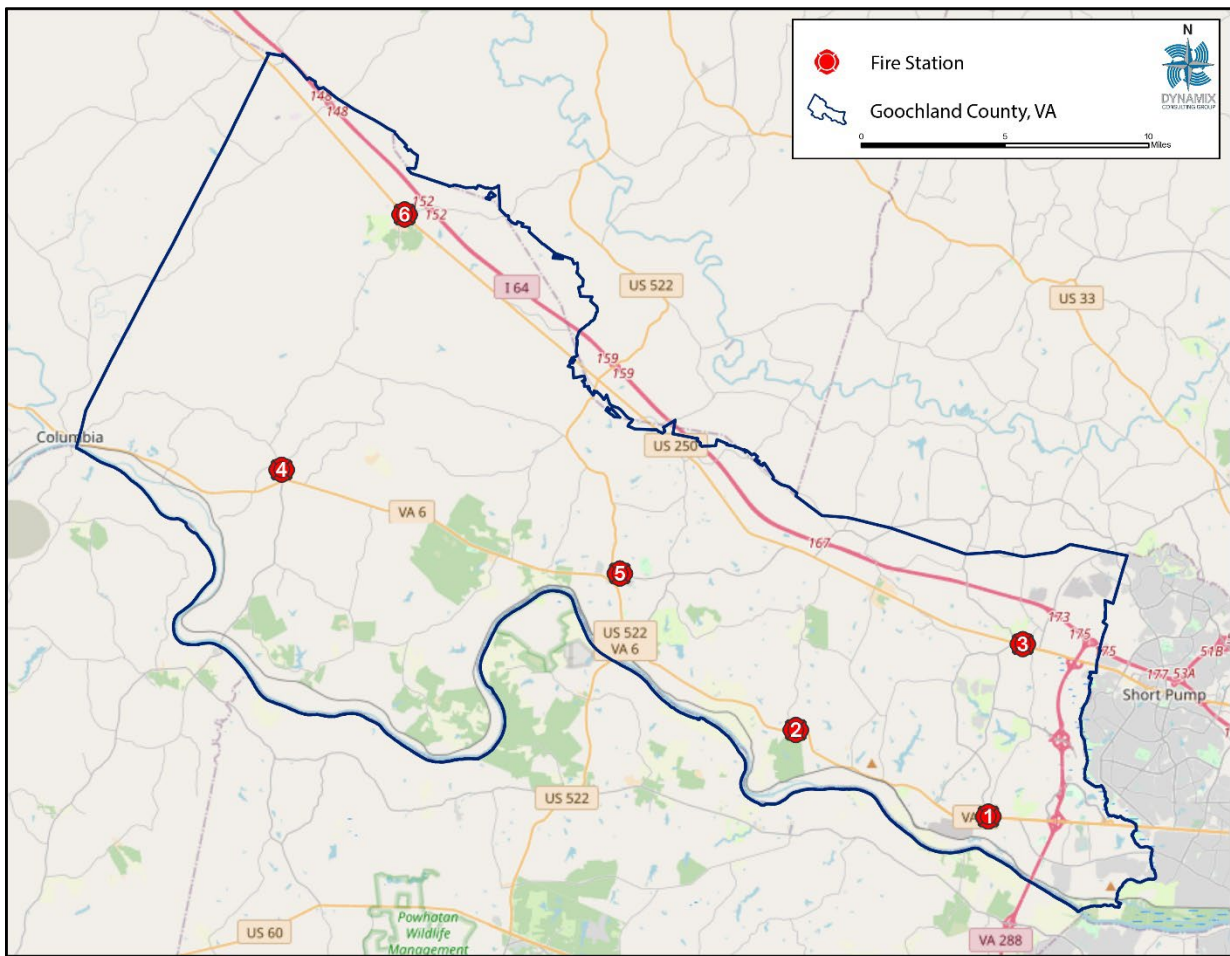 N
Fire Station
DYNAMIX
CONSULTING GROUP
Goochland County, VA
0 5 10
Miles
148
148
152
152
6
I 64
US 522
US 33
159
159
Columbia
US 250
4
VA 6
167
5
173
US 522
VA 6
3
175
175
51B
177
53A
Short Pump
2
US 522
VA
1
Powhatan
Wildlife
Management
US 60
VA 288